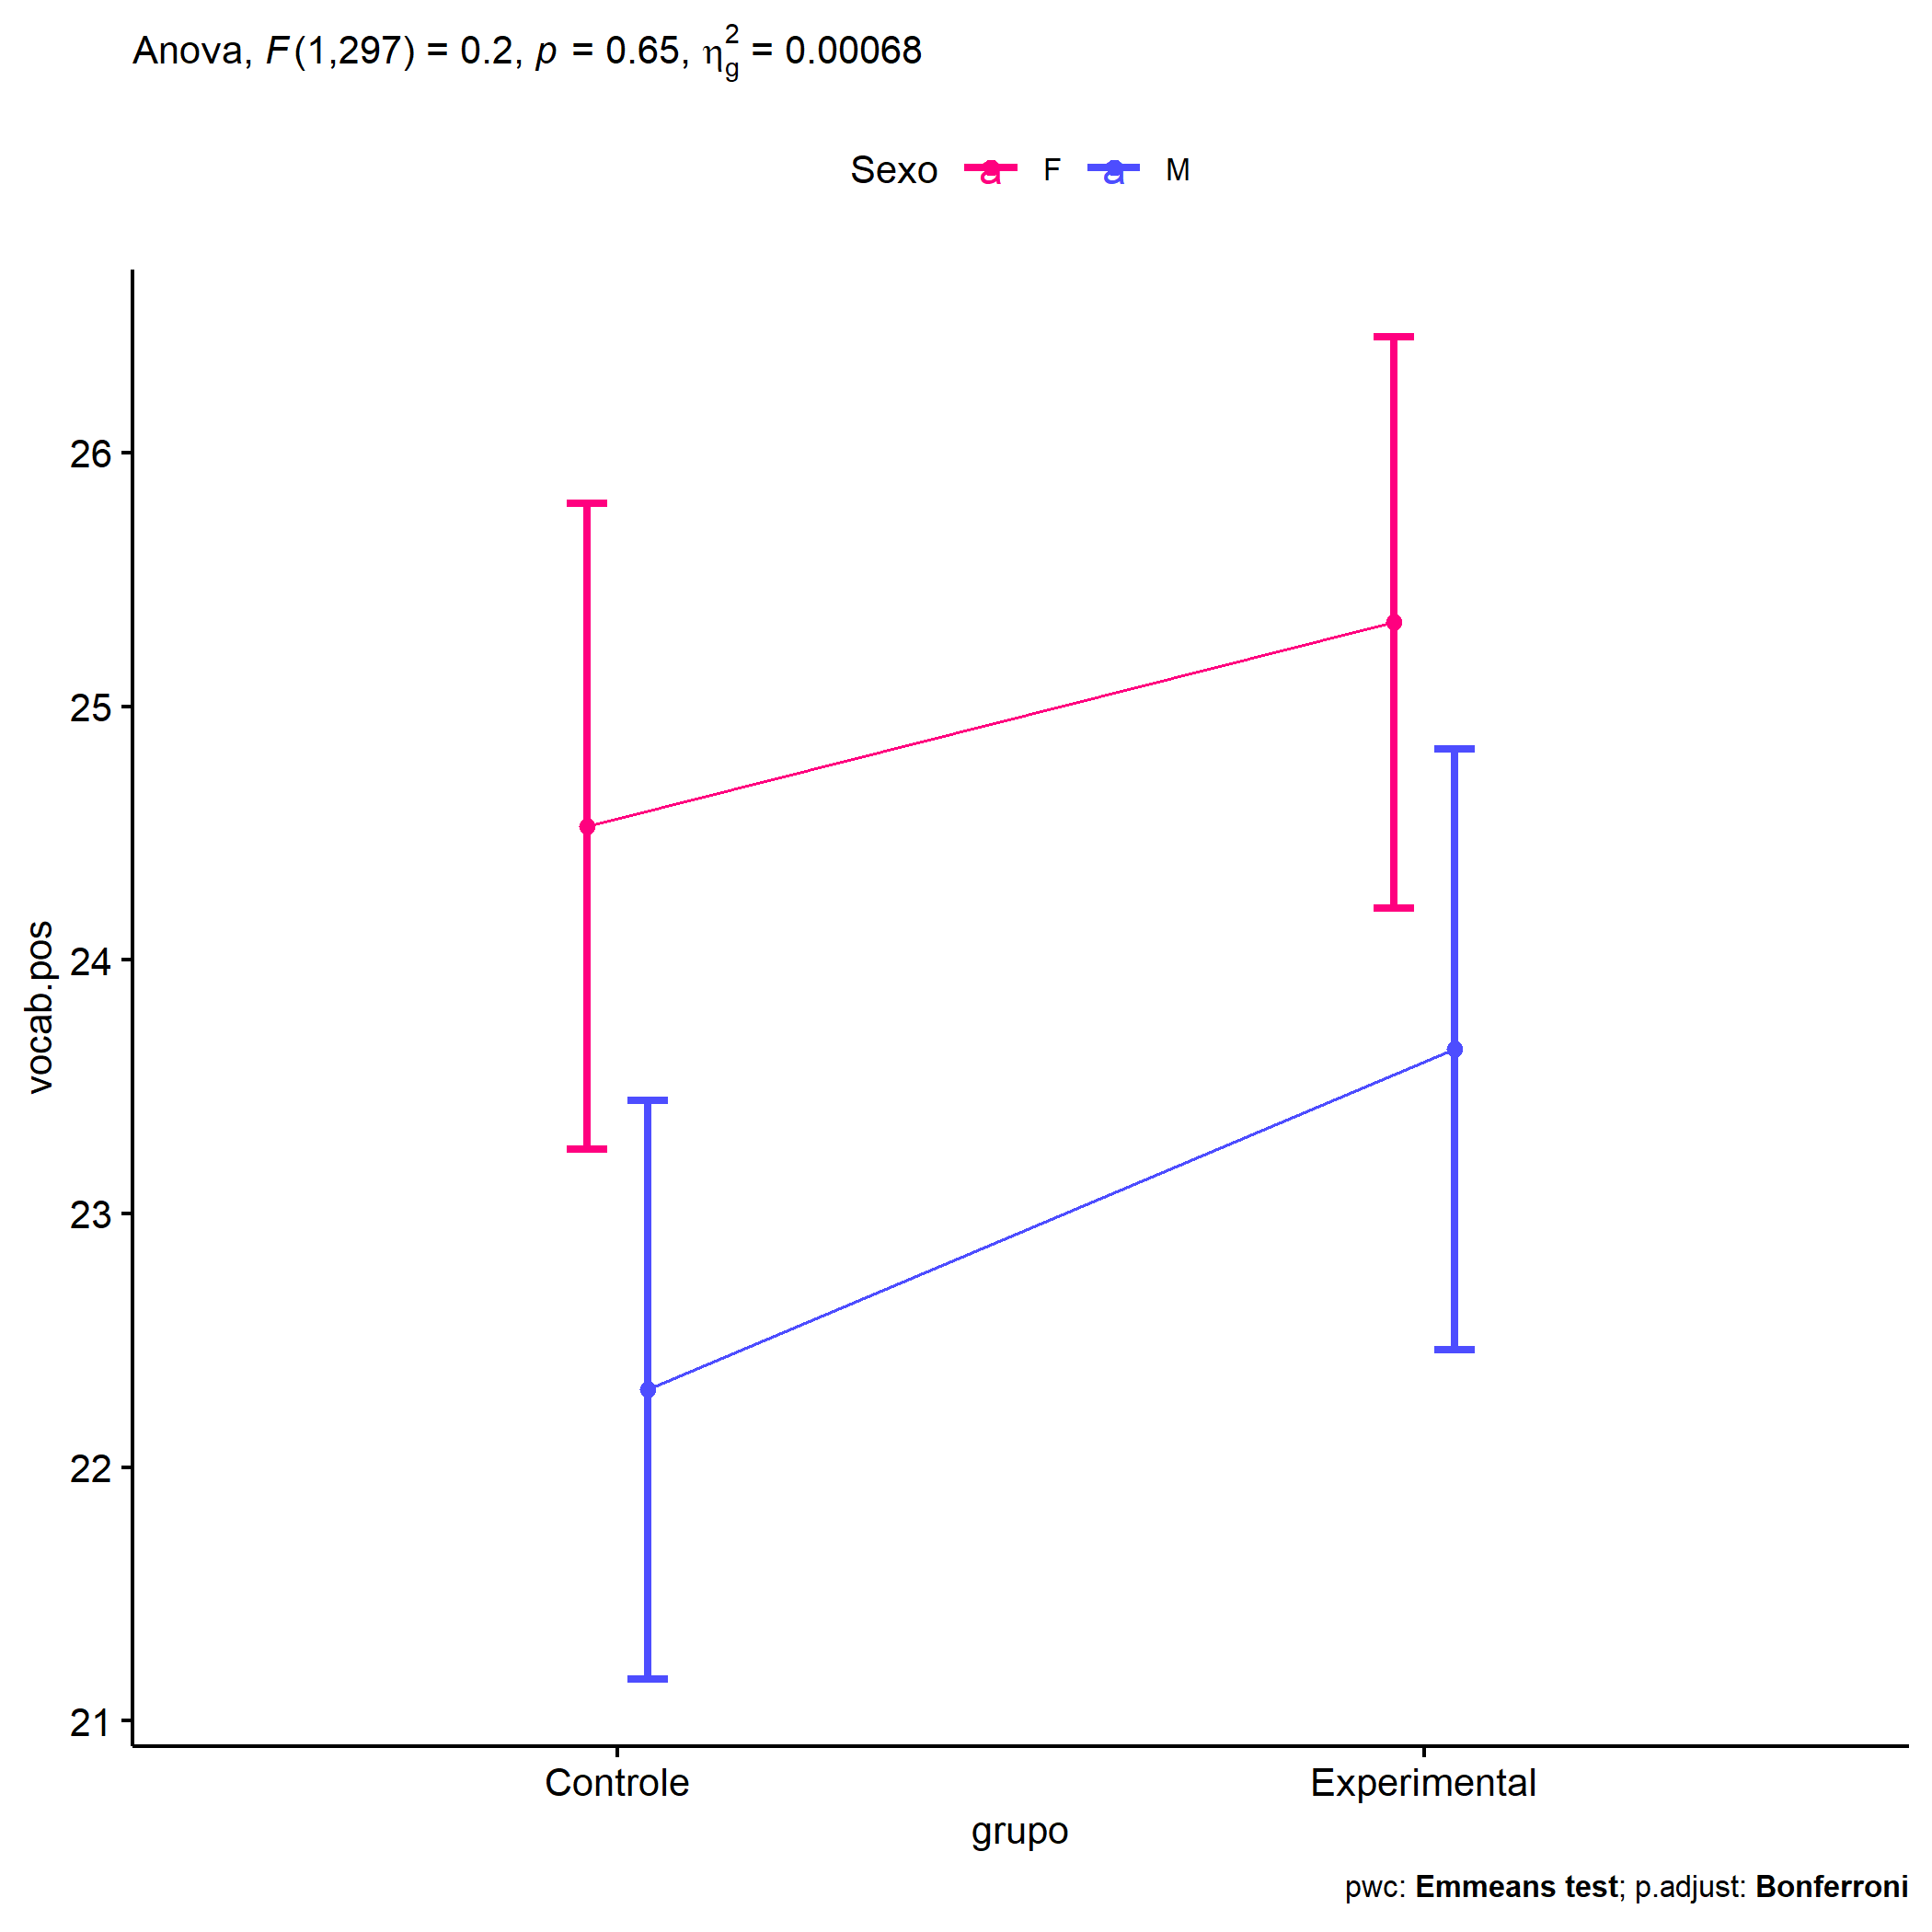 Anova, F(1,297) = 0.2, p = 0.65, η²g = 0.00068
Sexo a F a M
vocab.pos
26
25
24
23
22
21
Controle Experimental
grupo
pwc: Emmeans test; p.adjust: Bonferroni